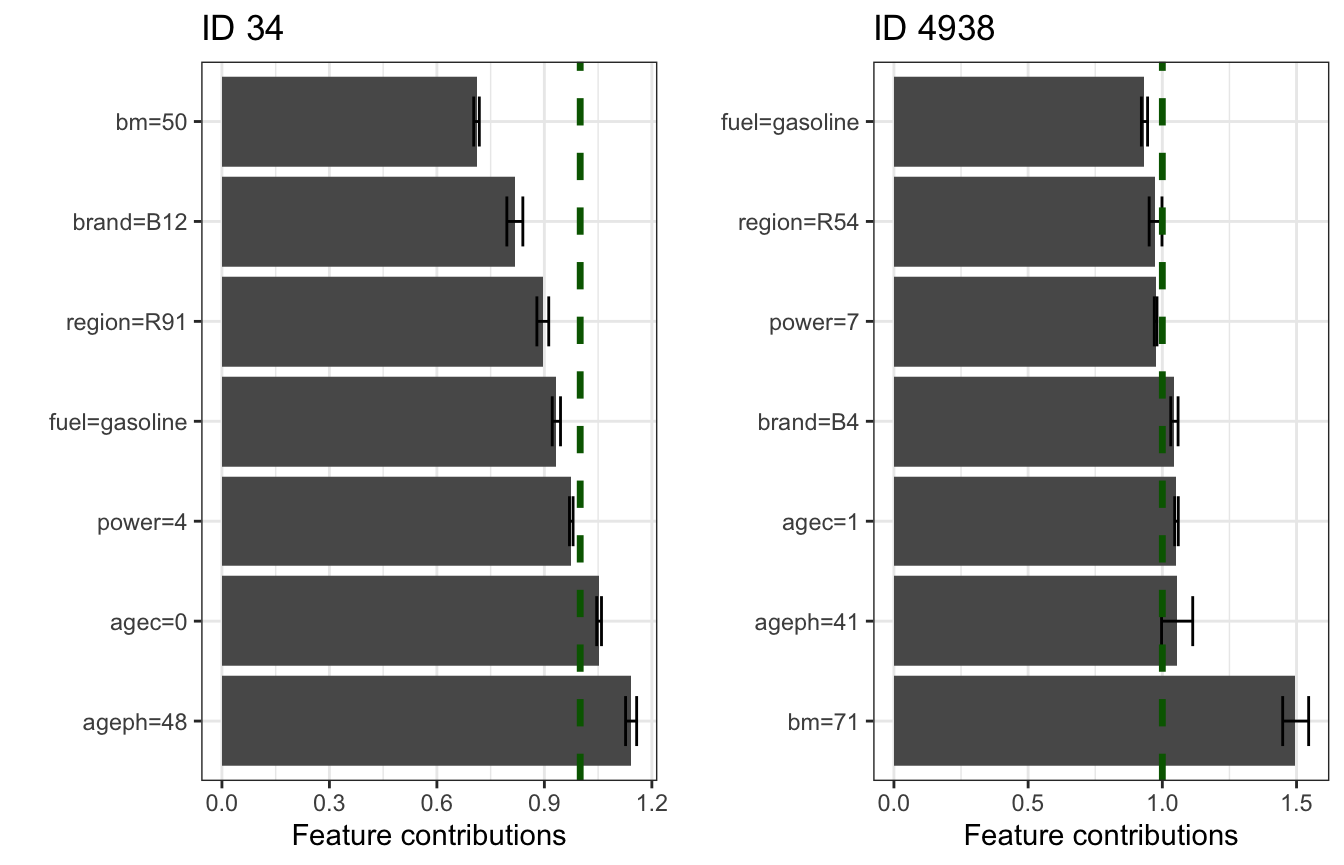 ID 34
bm=50
brand=B12
region=R91
fuel=gasoline
power=4
agec=0
ageph=48
0.0 0.3 0.6 0.9 1.2
Feature contributions
ID 4938
fuel=gasoline
region=R54
power=7
brand=B4
agec=1
ageph=41
bm=71
0.0 0.5 1.0 1.5
Feature contributions